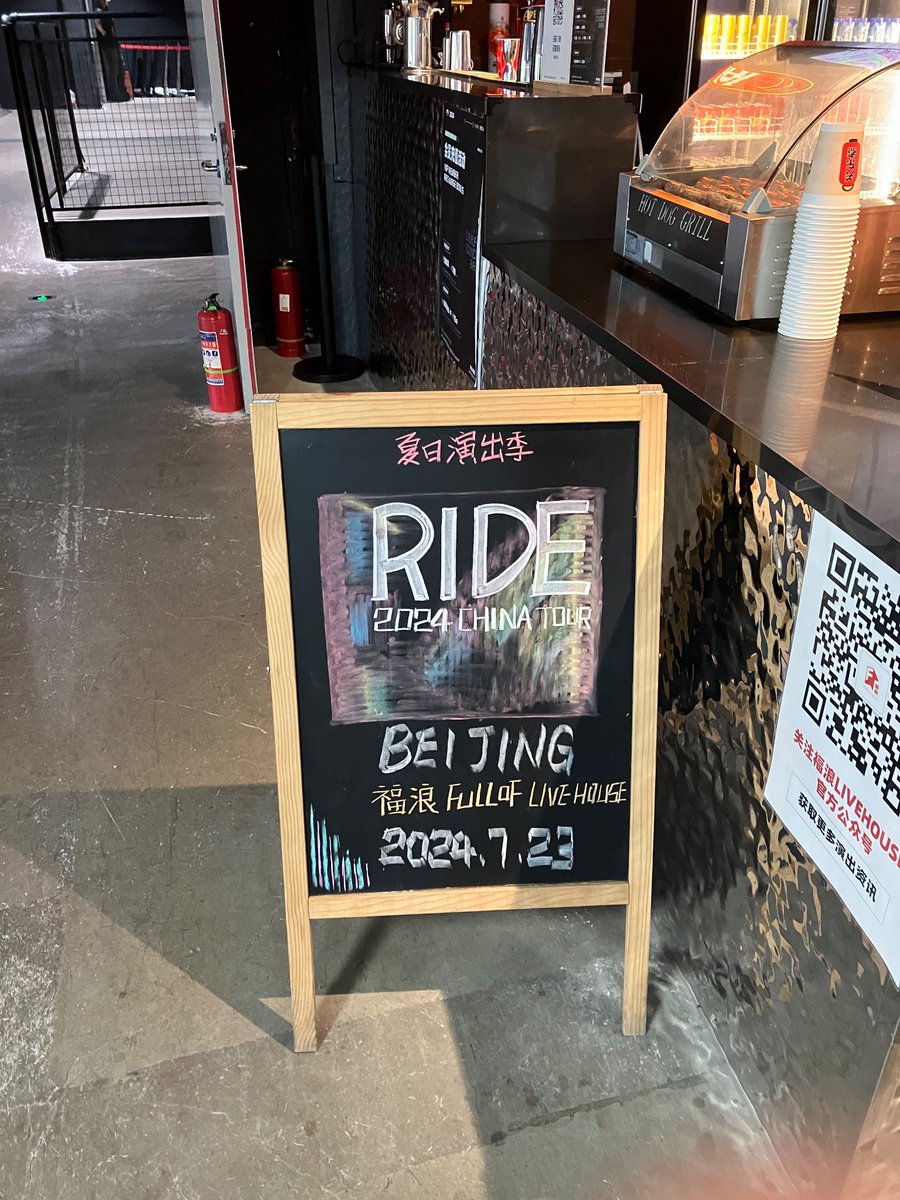 HOT DOG GRILL
夏日演出季
RIDE
2024 CHINA TOUR
BEIJING
福浪 FULLOF LIVEHOUSE
2024.7.23
关注福浪LIVEHOUSE
官方公众号
获取更多演出资讯